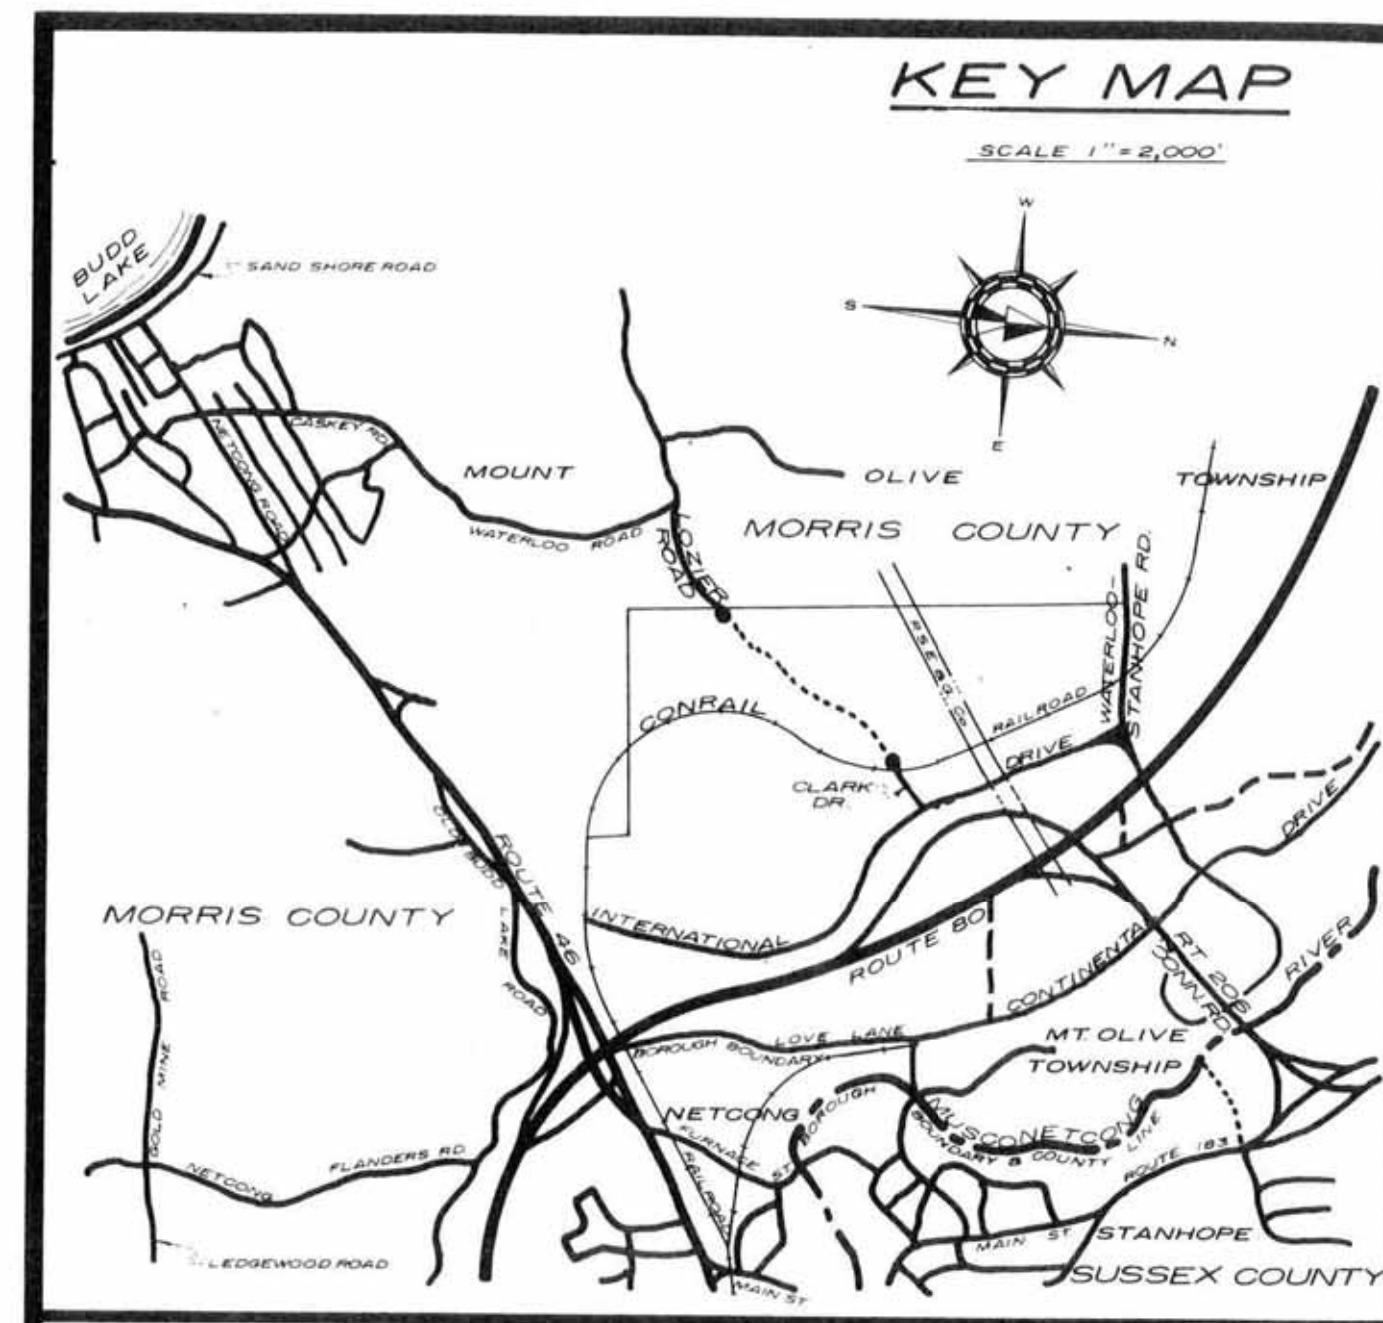 KEY MAP
SCALE 1" = 2,000'
W
S
N
E
BUDD
LAKE
SAND SHORE ROAD
NETCONG ROAD
CASKEY RD.
MOUNT
OLIVE
TOWNSHIP
WATERLOO ROAD
LOZIER
ROAD
MORRIS COUNTY
WATERLOO-
STANHOPE RD.
P.S.E. & G. Co.
CONRAIL
RAILROAD
DRIVE
CLARK
DR.
DRIVE
OLD BUDD
LAKE
ROAD
ROUTE 46
MORRIS COUNTY
INTERNATIONAL
ROUTE 80
CONTINENTAL
RT 206
CONN. RD.
RIVER
GOLD MINE ROAD
LOVE LANE
BOROUGH BOUNDARY
MT. OLIVE
TOWNSHIP
NETCONG
BOROUGH
MUSCONETCONG
BOUNDARY & COUNTY LINE
FURNACE ST.
RAILROAD
ROUTE 183
NETCONG
FLANDERS RD.
LEDGEWOOD ROAD
MAIN ST.
STANHOPE
SUSSEX COUNTY
MAIN ST.